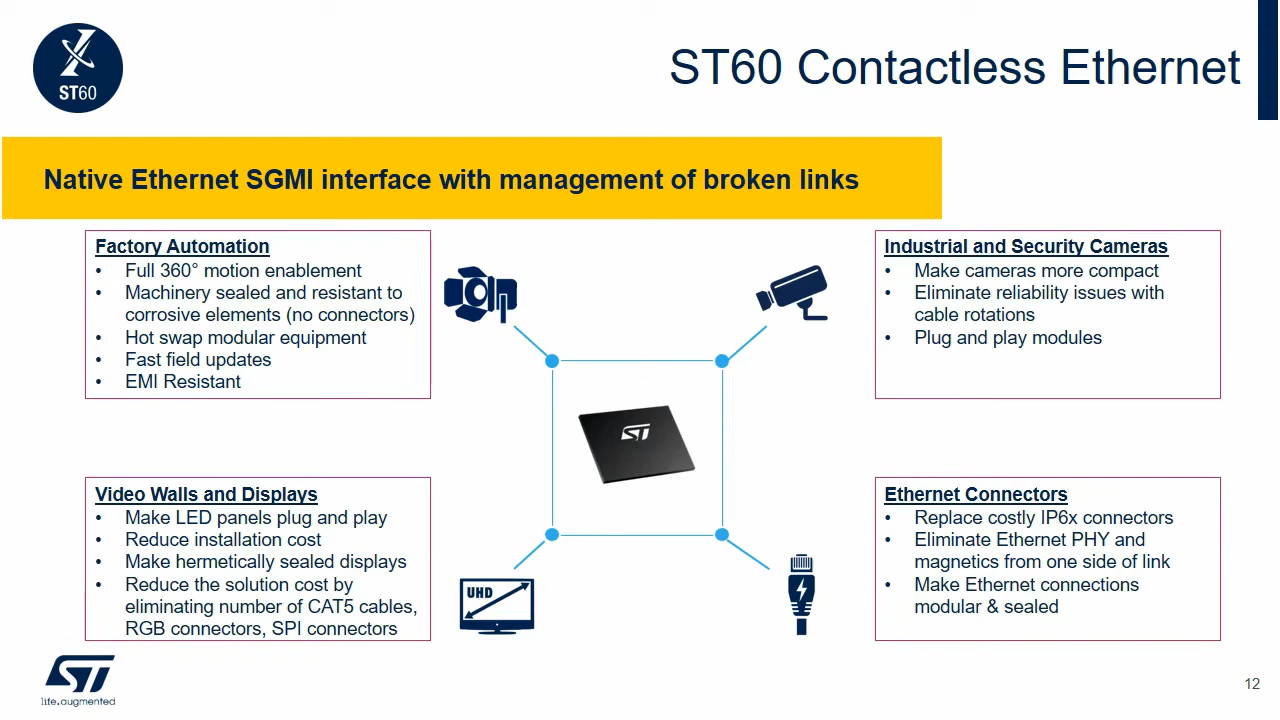 ST60
ST60 Contactless Ethernet
Native Ethernet SGMI interface with management of broken links
Factory Automation
• Full 360° motion enablement
• Machinery sealed and resistant to
corrosive elements (no connectors)
• Hot swap modular equipment
• Fast field updates
• EMI Resistant
Industrial and Security Cameras
• Make cameras more compact
• Eliminate reliability issues with
cable rotations
• Plug and play modules
ST
Video Walls and Displays
• Make LED panels plug and play
• Reduce installation cost
• Make hermetically sealed displays
• Reduce the solution cost by
eliminating number of CAT5 cables,
RGB connectors, SPI connectors
UHD
Ethernet Connectors
• Replace costly IP6x connectors
• Eliminate Ethernet PHY and
magnetics from one side of link
• Make Ethernet connections
modular & sealed
ST
life.augmented
12